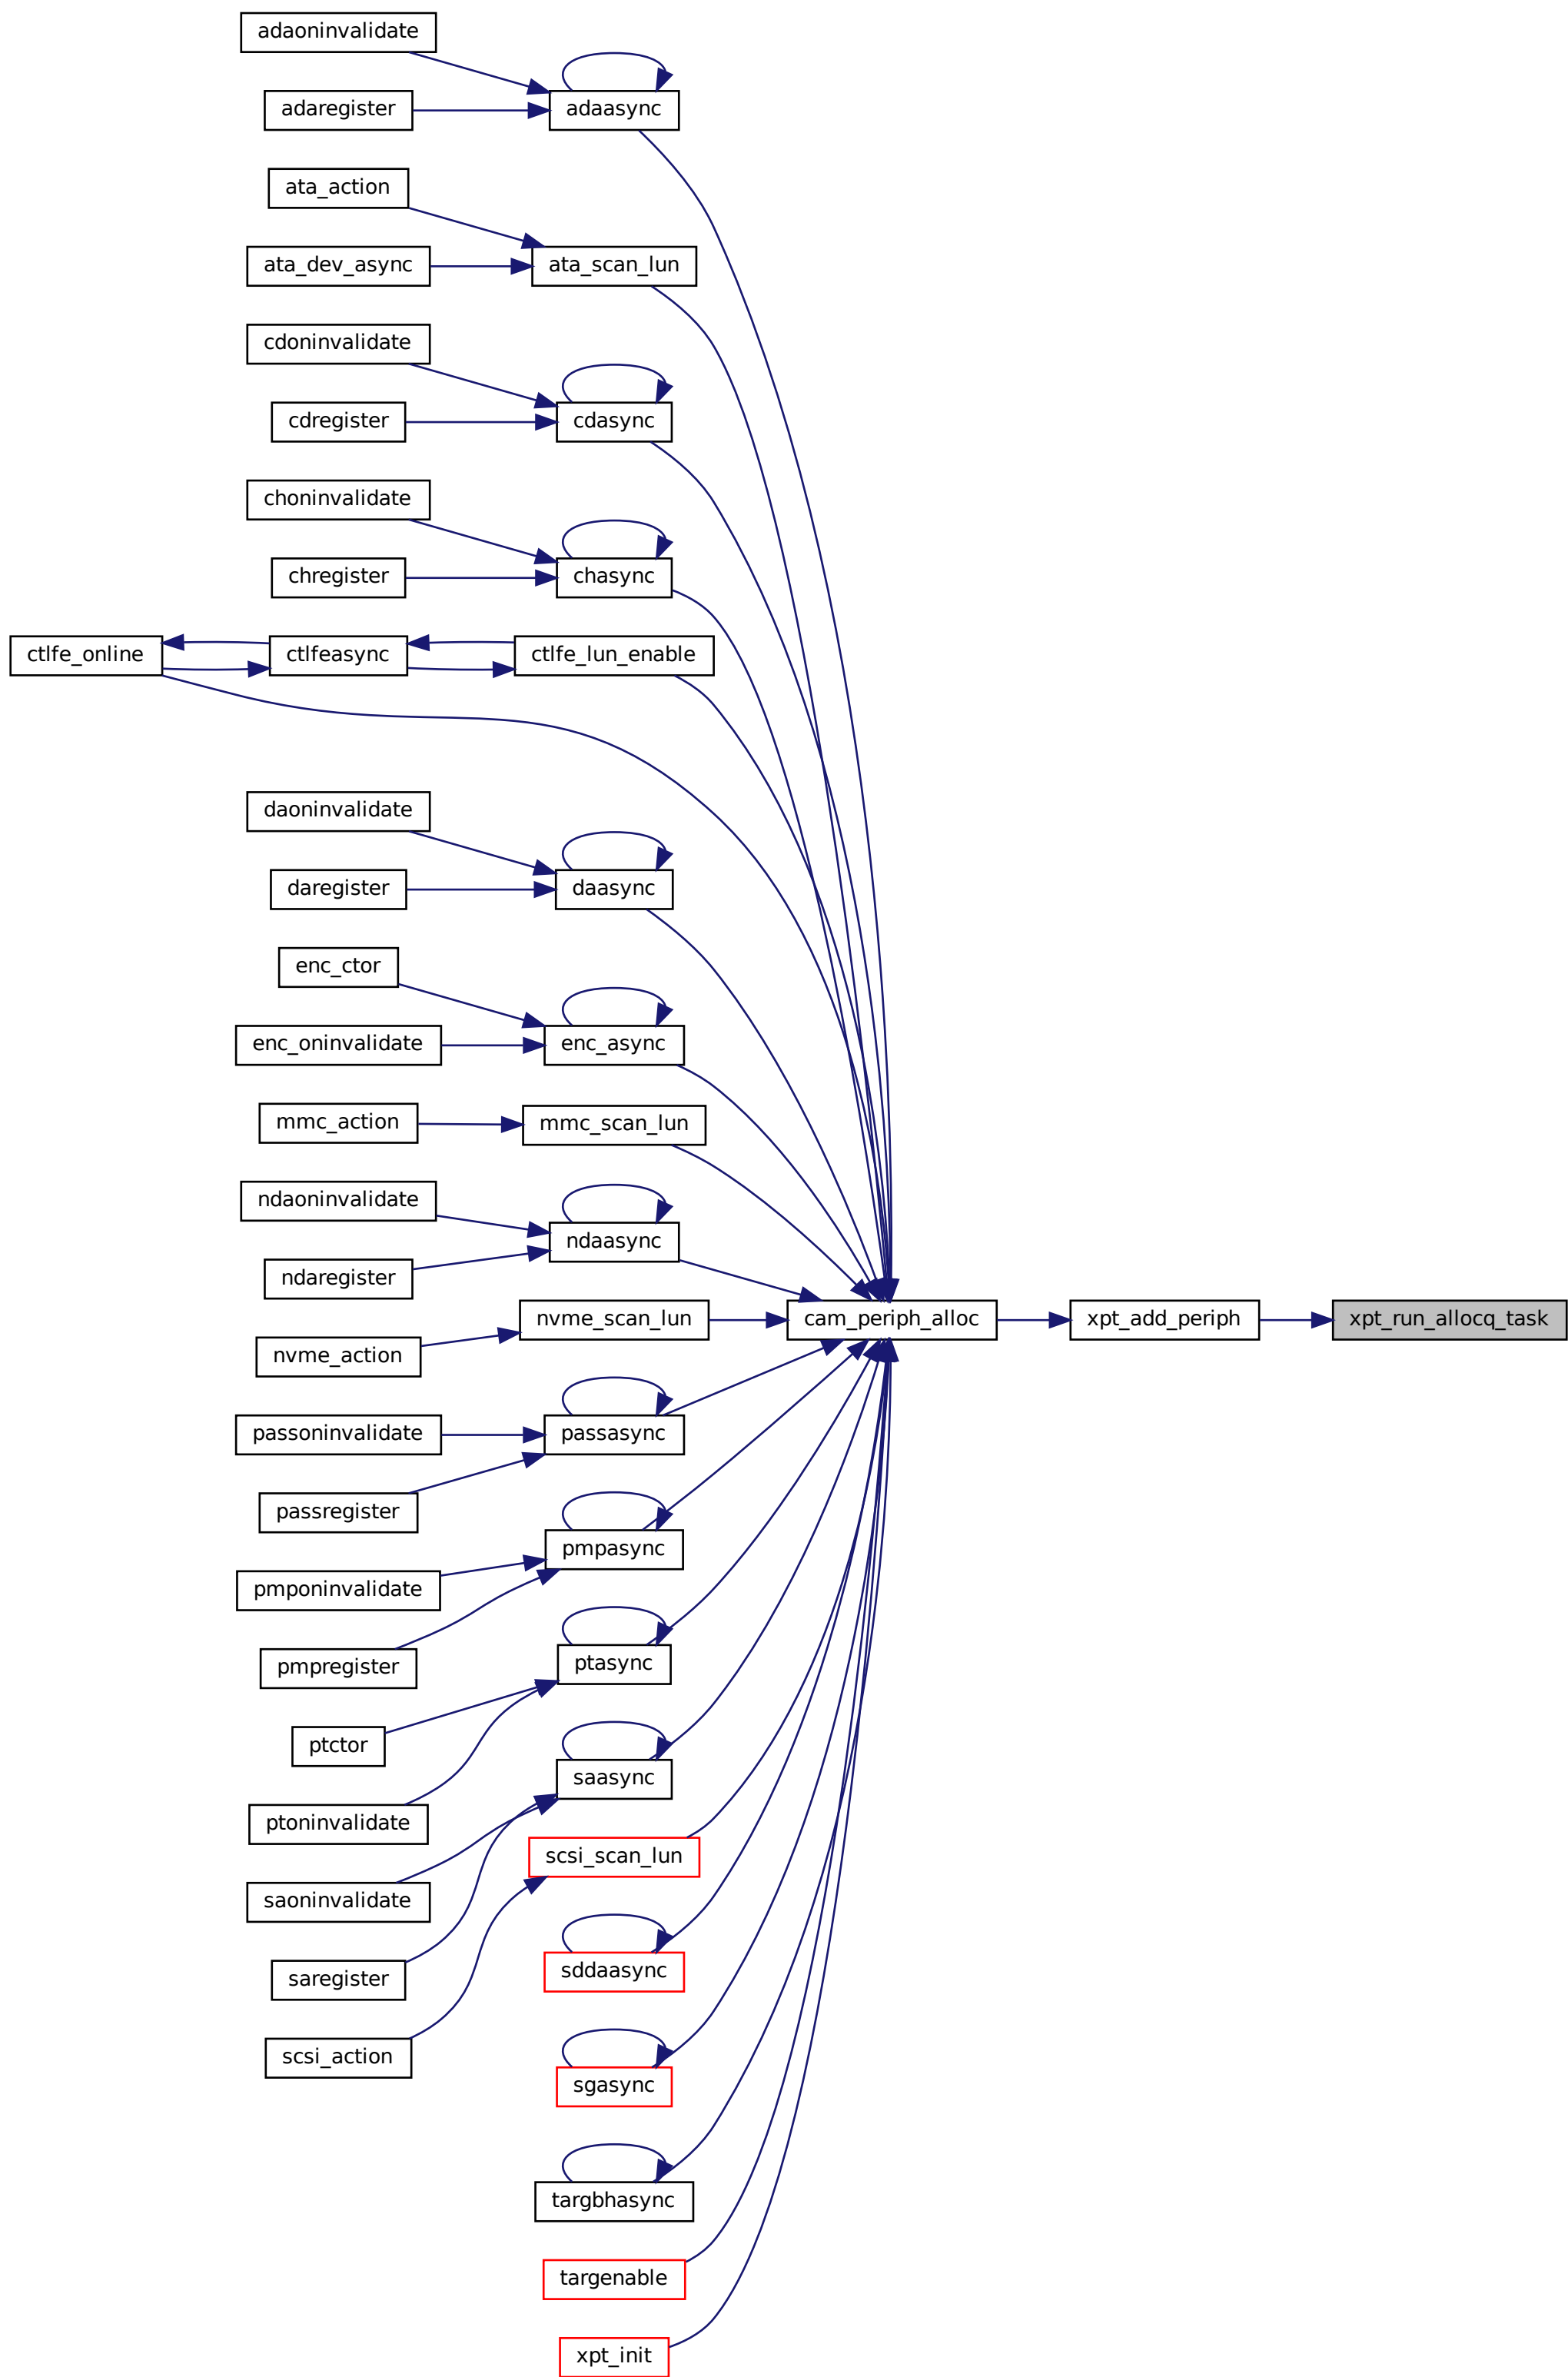 adaoninvalidate
adaasync
adaregister
ata_action
ata_scan_lun
ata_dev_async
cdoninvalidate
cdasync
cdregister
choninvalidate
chasync
chregister
ctlfe_online
ctlfeasync
ctlfe_lun_enable
daoninvalidate
daasync
daregister
enc_ctor
enc_async
enc_oninvalidate
mmc_action
mmc_scan_lun
ndaoninvalidate
ndaasync
ndaregister
nvme_scan_lun
cam_periph_alloc
xpt_add_periph
xpt_run_allocq_task
nvme_action
passoninvalidate
passasync
passregister
pmpasync
pmponinvalidate
pmpregister
ptasync
ptctor
saasync
ptoninvalidate
scsi_scan_lun
saoninvalidate
sddaasync
saregister
scsi_action
sgasync
targbhasync
targenable
xpt_init